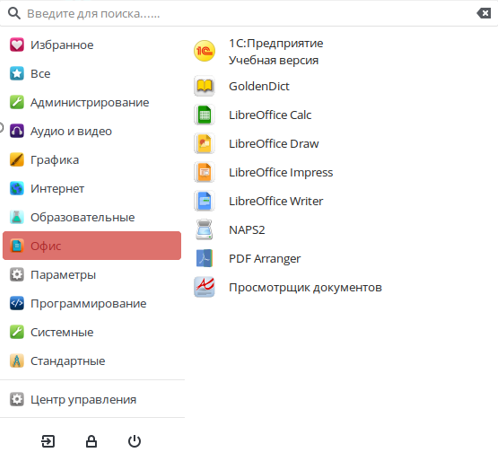 Введите для поиска......
Избранное
Все
Администрирование
Аудио и видео
Графика
Интернет
Образовательные
Офис
Параметры
Программирование
Системные
Стандартные
Центр управления
1С:Предприятие
Учебная версия
GoldenDict
LibreOffice Calc
LibreOffice Draw
LibreOffice Impress
LibreOffice Writer
NAPS2
PDF Arranger
Просмотрщик документов